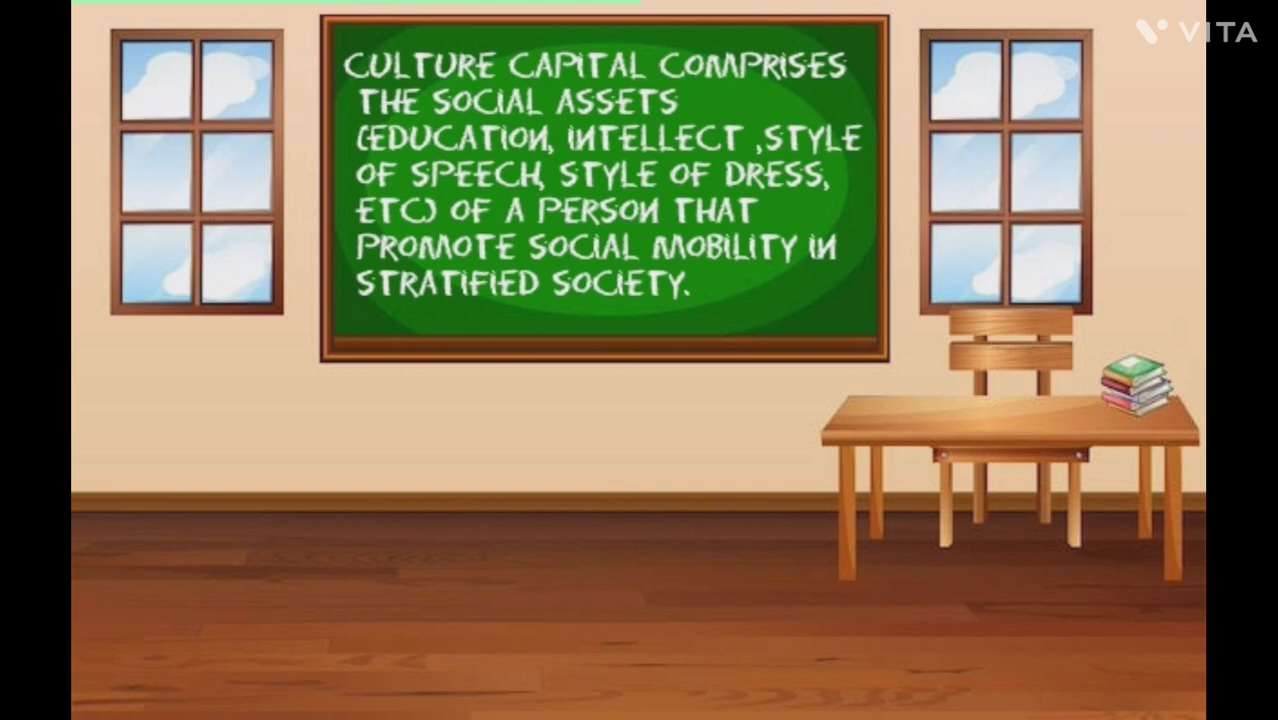 CULTURE CAPITAL COMPRISES
THE SOCIAL ASSETS
(EDUCATION, INTELLECT ,STYLE
OF SPEECH, STYLE OF DRESS,
ETC) OF A PERSON THAT
PROMOTE SOCIAL MOBILITY IN
STRATIFIED SOCIETY.
VITA